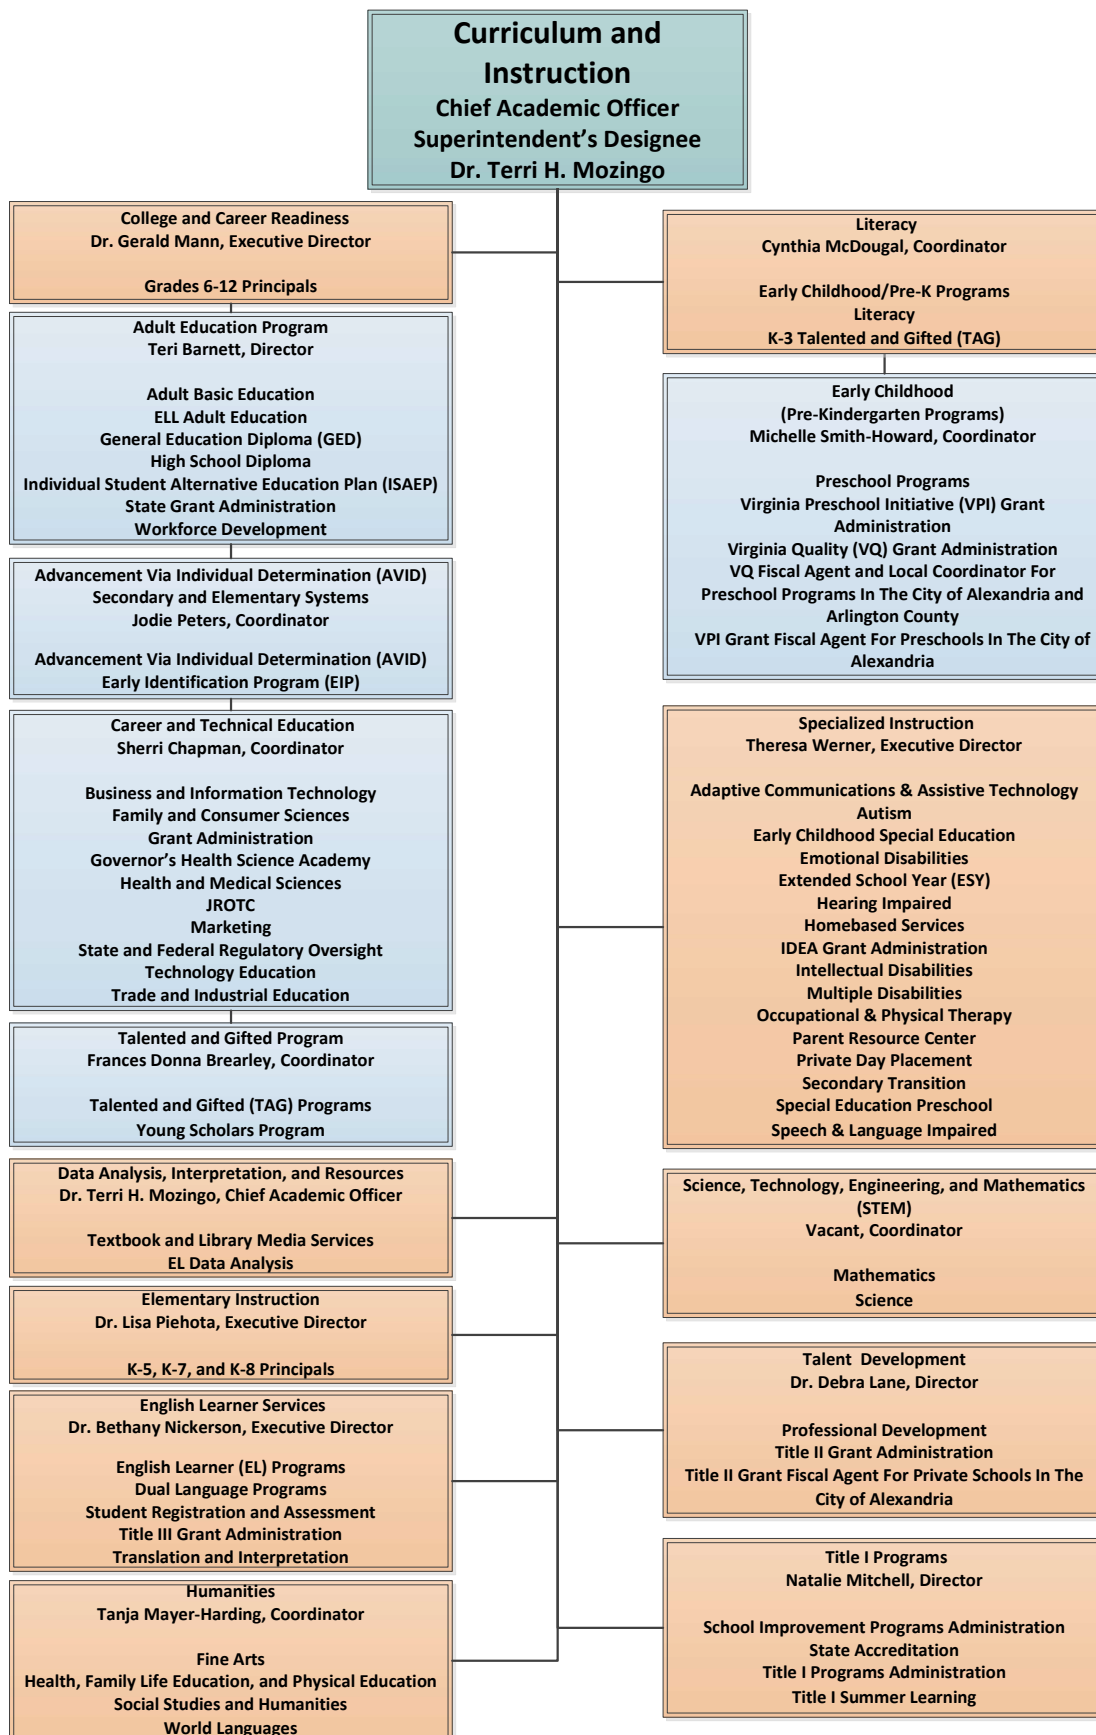 Curriculum and
Instruction
Chief Academic Officer
Superintendent's Designee
Dr. Terri H. Mozingo
College and Career Readiness
Dr. Gerald Mann, Executive Director
Grades 6-12 Principals
Adult Education Program
Teri Barnett, Director
Adult Basic Education
ELL Adult Education
General Education Diploma (GED)
High School Diploma
Individual Student Alternative Education Plan (ISAEP)
State Grant Administration
Workforce Development
Advancement Via Individual Determination (AVID)
Secondary and Elementary Systems
Jodie Peters, Coordinator
Advancement Via Individual Determination (AVID)
Early Identification Program (EIP)
Career and Technical Education
Sherri Chapman, Coordinator
Business and Information Technology
Family and Consumer Sciences
Grant Administration
Governor's Health Science Academy
Health and Medical Sciences
JROTC
Marketing
State and Federal Regulatory Oversight
Technology Education
Trade and Industrial Education
Talented and Gifted Program
Frances Donna Brearley, Coordinator
Talented and Gifted (TAG) Programs
Young Scholars Program
Data Analysis, Interpretation, and Resources
Dr. Terri H. Mozingo, Chief Academic Officer
Textbook and Library Media Services
EL Data Analysis
Elementary Instruction
Dr. Lisa Piehota, Executive Director
K-5, K-7, and K-8 Principals
English Learner Services
Dr. Bethany Nickerson, Executive Director
English Learner (EL) Programs
Dual Language Programs
Student Registration and Assessment
Title III Grant Administration
Translation and Interpretation
Humanities
Tanja Mayer-Harding, Coordinator
Fine Arts
Health, Family Life Education, and Physical Education
Social Studies and Humanities
World Languages
Literacy
Cynthia McDougal, Coordinator
Early Childhood/Pre-K Programs
Literacy
K-3 Talented and Gifted (TAG)
Early Childhood
(Pre-Kindergarten Programs)
Michelle Smith-Howard, Coordinator
Preschool Programs
Virginia Preschool Initiative (VPI) Grant
Administration
Virginia Quality (VQ) Grant Administration
VQ Fiscal Agent and Local Coordinator For
Preschool Programs In The City of Alexandria and
Arlington County
VPI Grant Fiscal Agent For Preschools In The City of
Alexandria
Specialized Instruction
Theresa Werner, Executive Director
Adaptive Communications & Assistive Technology
Autism
Early Childhood Special Education
Emotional Disabilities
Extended School Year (ESY)
Hearing Impaired
Homebased Services
IDEA Grant Administration
Intellectual Disabilities
Multiple Disabilities
Occupational & Physical Therapy
Parent Resource Center
Private Day Placement
Secondary Transition
Special Education Preschool
Speech & Language Impaired
Science, Technology, Engineering, and Mathematics
(STEM)
Vacant, Coordinator
Mathematics
Science
Talent Development
Dr. Debra Lane, Director
Professional Development
Title II Grant Administration
Title II Grant Fiscal Agent For Private Schools In The
City of Alexandria
Title I Programs
Natalie Mitchell, Director
School Improvement Programs Administration
State Accreditation
Title I Programs Administration
Title I Summer Learning